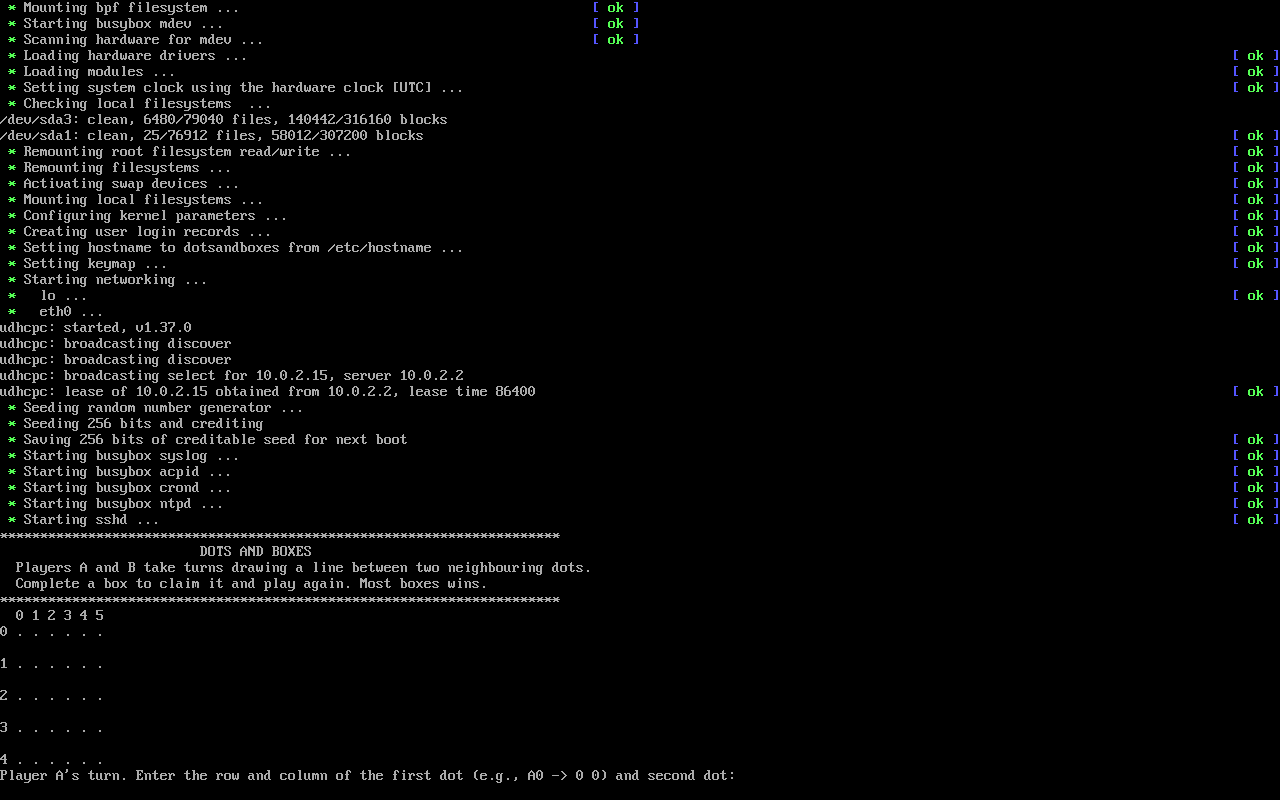 * Mounting bpf filesystem ... [ ok ]
* Starting busybox mdev ... [ ok ]
* Scanning hardware for mdev ... [ ok ]
* Loading hardware drivers ... [ ok ]
* Loading modules ... [ ok ]
* Setting system clock using the hardware clock [UTC] ... [ ok ]
* Checking local filesystems  ...
/dev/sda3: clean, 6480/79040 files, 140442/316160 blocks
/dev/sda1: clean, 25/76912 files, 58012/307200 blocks [ ok ]
* Remounting root filesystem read/write ... [ ok ]
* Remounting filesystems ... [ ok ]
* Activating swap devices ... [ ok ]
* Mounting local filesystems ... [ ok ]
* Configuring kernel parameters ... [ ok ]
* Creating user login records ... [ ok ]
* Setting hostname to dotsandboxes from /etc/hostname ... [ ok ]
* Setting keymap ... [ ok ]
* Starting networking ...
*   lo ... [ ok ]
*   eth0 ...
udhcpc: started, v1.37.0
udhcpc: broadcasting discover
udhcpc: broadcasting discover
udhcpc: broadcasting select for 10.0.2.15, server 10.0.2.2
udhcpc: lease of 10.0.2.15 obtained from 10.0.2.2, lease time 86400 [ ok ]
* Seeding random number generator ...
* Seeding 256 bits and crediting
* Saving 256 bits of creditable seed for next boot [ ok ]
* Starting busybox syslog ... [ ok ]
* Starting busybox acpid ... [ ok ]
* Starting busybox crond ... [ ok ]
* Starting busybox ntpd ... [ ok ]
* Starting sshd ... [ ok ]
**********************************************************************
DOTS AND BOXES
Players A and B take turns drawing a line between two neighbouring dots.
Complete a box to claim it and play again. Most boxes wins.
**********************************************************************
0 1 2 3 4 5
0 . . . . . .
1 . . . . . .
2 . . . . . .
3 . . . . . .
4 . . . . . .
Player A's turn. Enter the row and column of the first dot (e.g., A0 -> 0 0) and second dot: